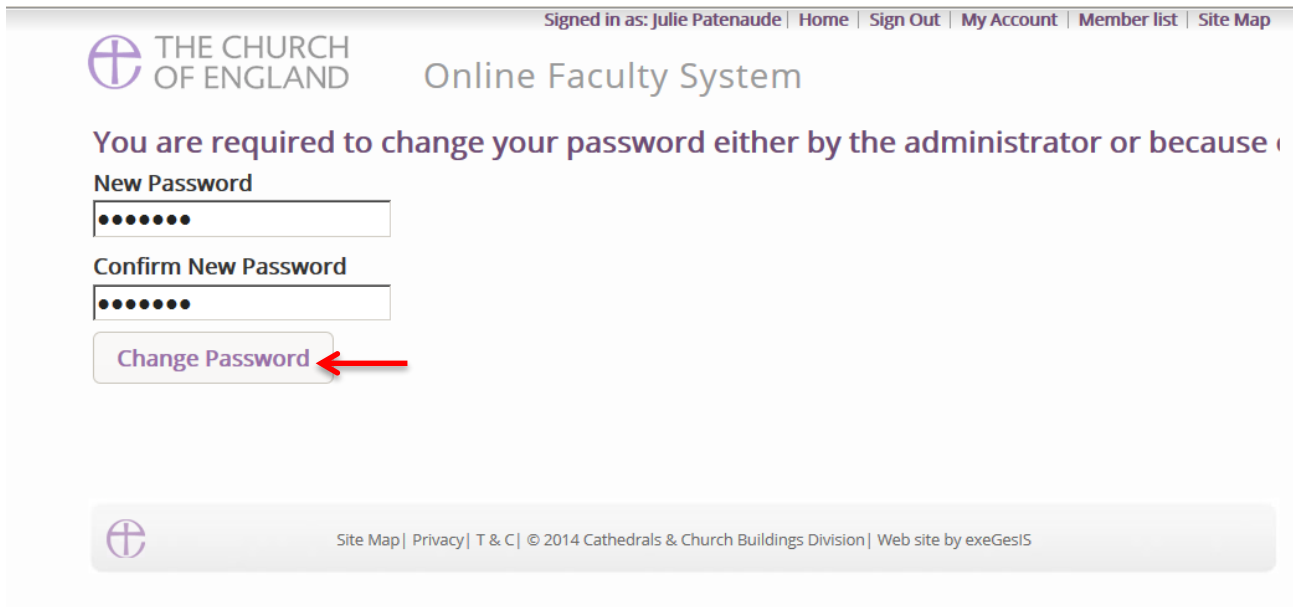 Signed in as: Julie Patenaude | Home | Sign Out | My Account | Member list | Site Map
THE CHURCH
OF ENGLAND
Online Faculty System
You are required to change your password either by the administrator or because
New Password
•••••••
Confirm New Password
•••••••
Change Password
Site Map| Privacy| T & C| © 2014 Cathedrals & Church Buildings Division| Web site by exeGesIS